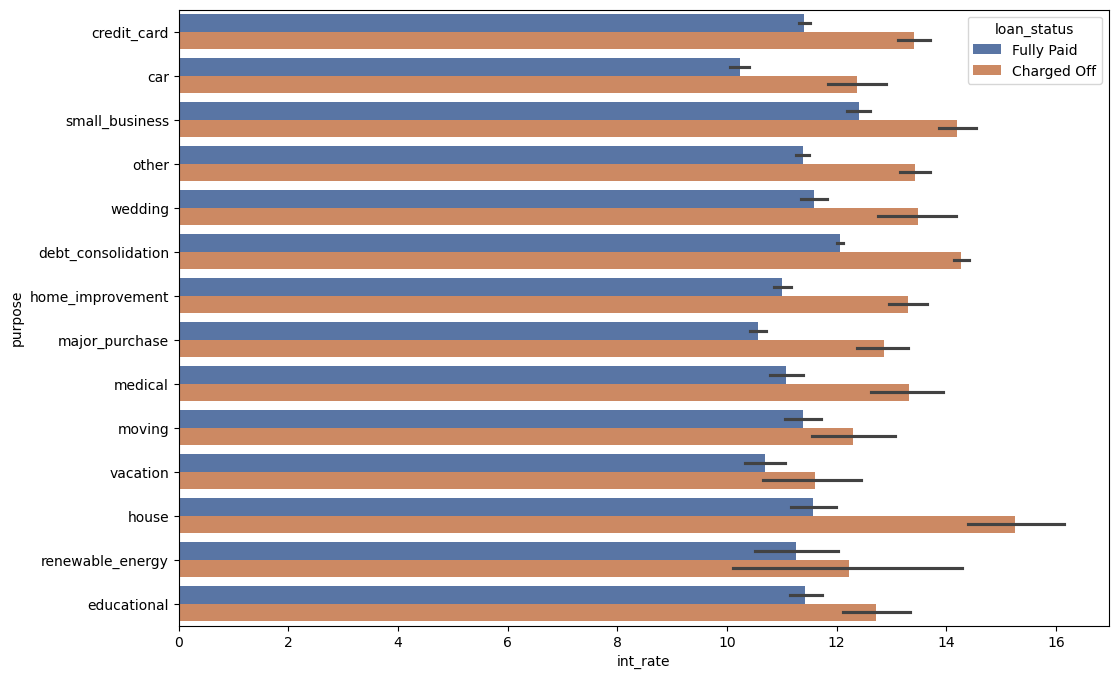 loan_status
Fully Paid
Charged Off
purpose
credit_card
car
small_business
other
wedding
debt_consolidation
home_improvement
major_purchase
medical
moving
vacation
house
renewable_energy
educational
0 2 4 6 8 10 12 14 16
int_rate